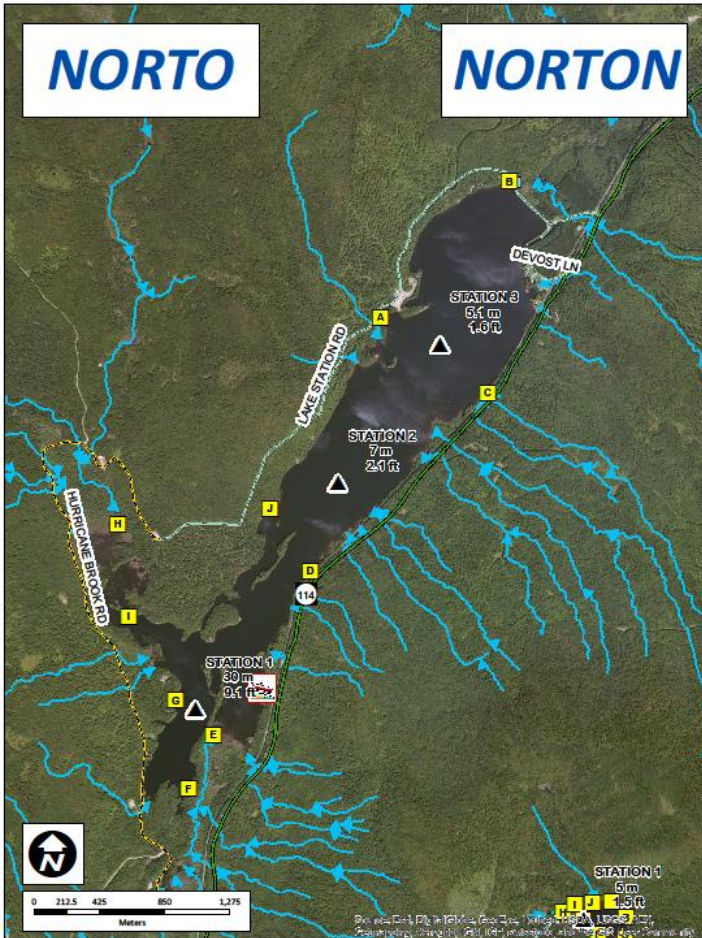 NORTO
NORTON
B
DEVOST LN
STATION 3
5.1 m
1.6 ft
A
LAKE STATION RD
C
STATION 2
7 m
2.1 ft
J
H
HURRICANE BROOK RD
D
114
I
STATION 1
30 m
9.1 ft
G
E
F
N
STATION 1
5 m
1.5 ft
H I J
0 212.5 425 850 1,275
Meters